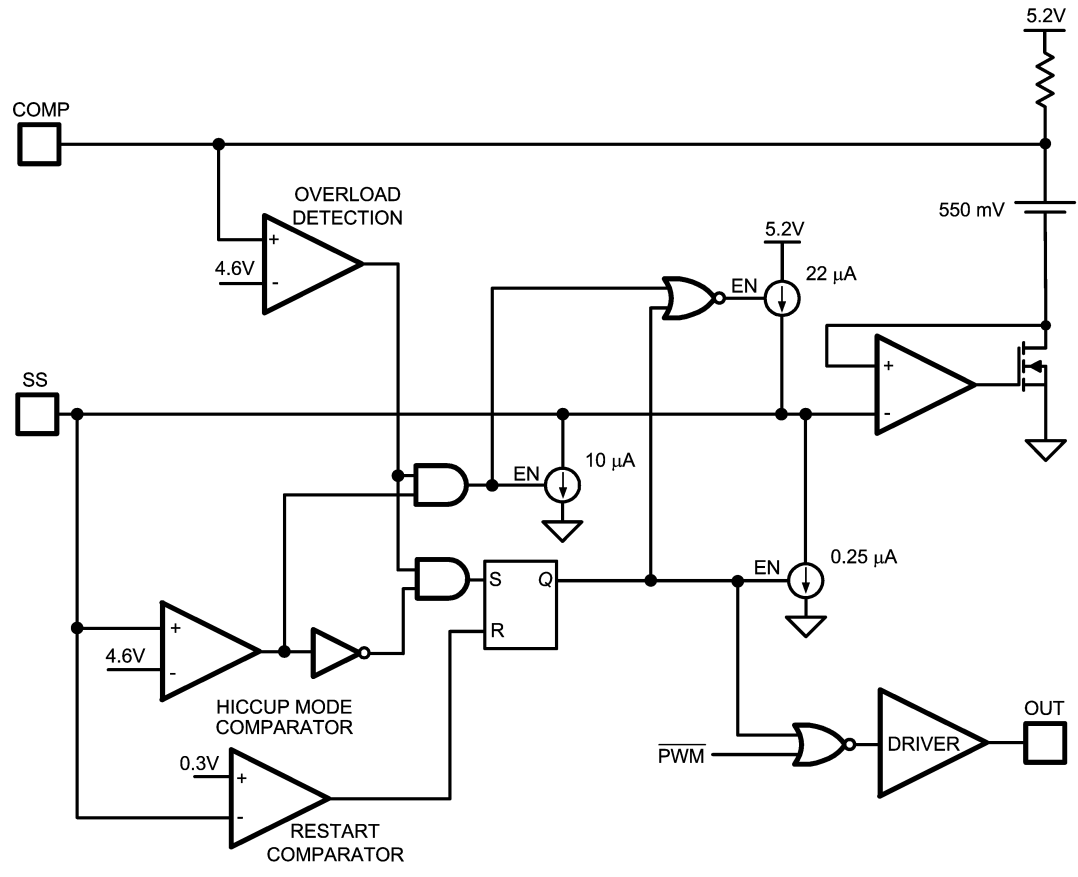 5.2V
COMP
OVERLOAD
DETECTION
+
4.6V
-
550 mV
5.2V
22 μA
EN
SS
+
-
10 μA
EN
S
Q
R
EN
0.25 μA
+
4.6V
-
HICCUP MODE
COMPARATOR
OUT
DRIVER
PWM
0.3V
+
-
RESTART
COMPARATOR